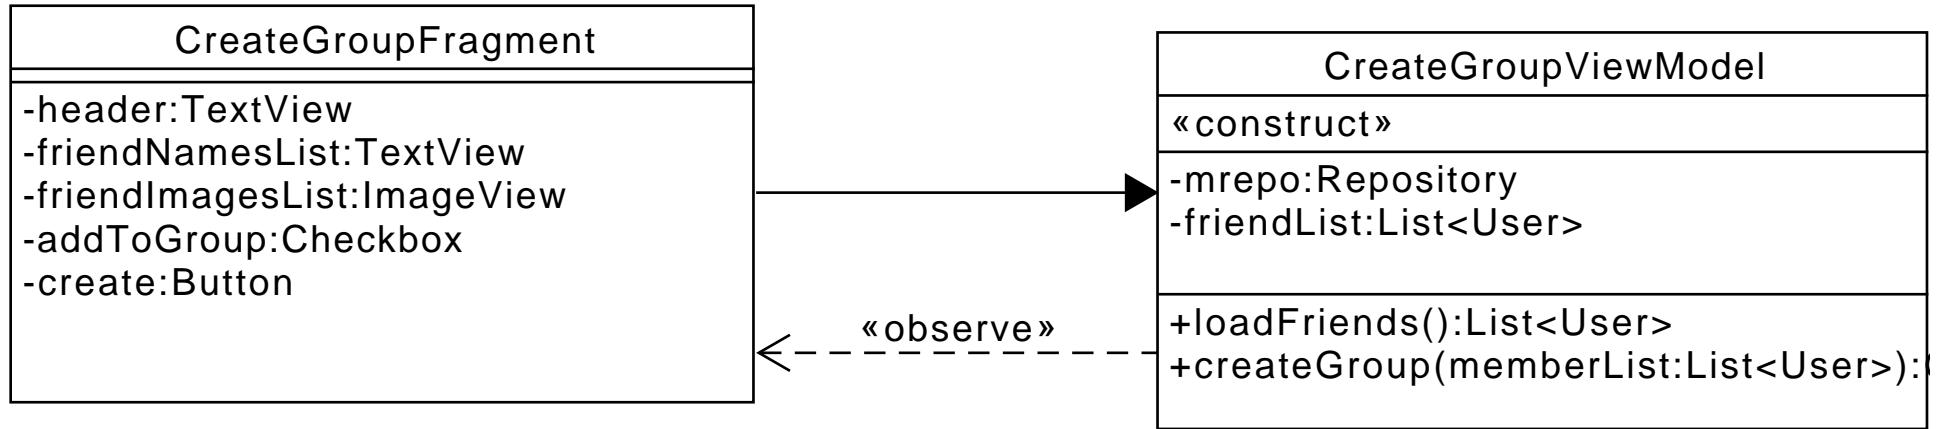 CreateGroupFragment
-header:TextView
-friendNamesList:TextView
-friendImagesList:ImageView
-addToGroup:Checkbox
-create:Button
«observe»
CreateGroupViewModel
«construct»
-mrepo:Repository
-friendList:List<User>
+loadFriends():List<User>
+createGroup(memberList:List<User>):